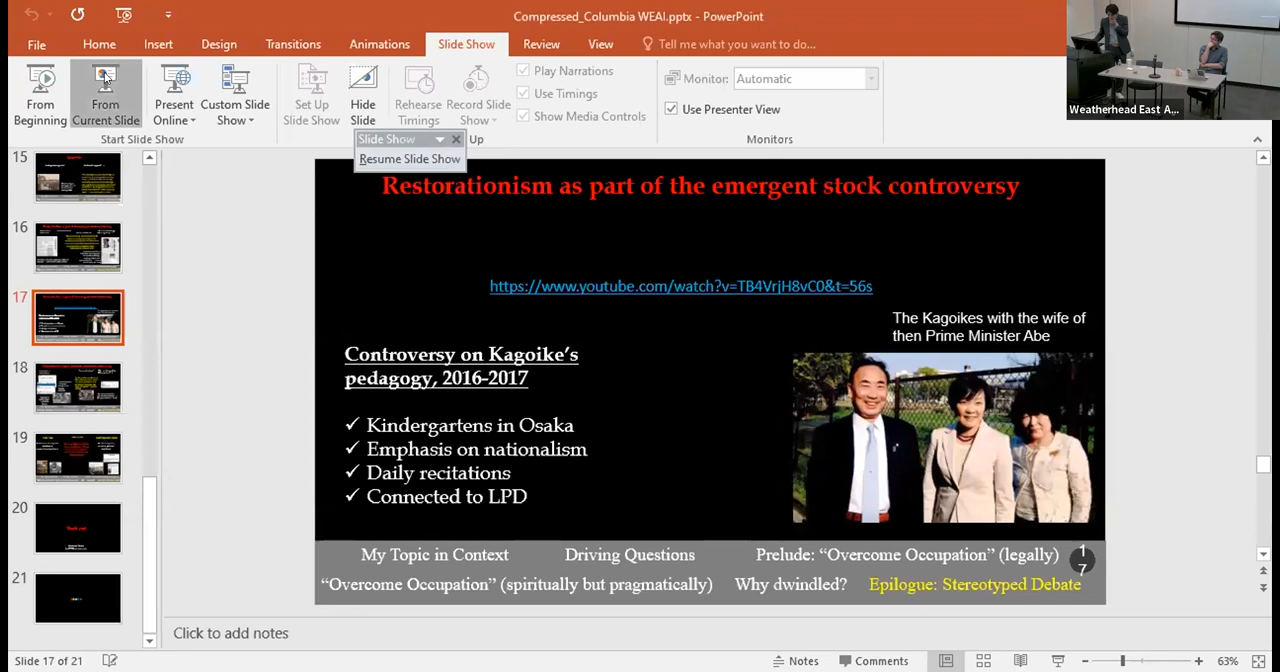 Compressed_Columbia WEAI.pptx - PowerPoint
File Home Insert Design Transitions Animations Slide Show Review View Tell me what you want to do...
From Beginning
From Current Slide
Present Online
Custom Slide Show
Set Up Slide Show
Hide Slide
Rehearse Timings
Record Slide Show
Play Narrations
Use Timings
Show Media Controls
Monitor: Automatic
Use Presenter View
Start Slide Show
Up
Monitors
Slide Show
Resume Slide Show
Weatherhead East A...
15
16
17
18
19
20
21
Restorationism as part of the emergent stock controversy
https://www.youtube.com/watch?v=TB4VrjH8vC0&t=56s
The Kagoikes with the wife of
then Prime Minister Abe
Controversy on Kagoike’s
pedagogy, 2016-2017
✓ Kindergartens in Osaka
✓ Emphasis on nationalism
✓ Daily recitations
✓ Connected to LPD
My Topic in Context Driving Questions Prelude: “Overcome Occupation” (legally)
“Overcome Occupation” (spiritually but pragmatically) Why dwindled? Epilogue: Stereotyped Debate
1
7
Click to add notes
Slide 17 of 21 Notes Comments 63%